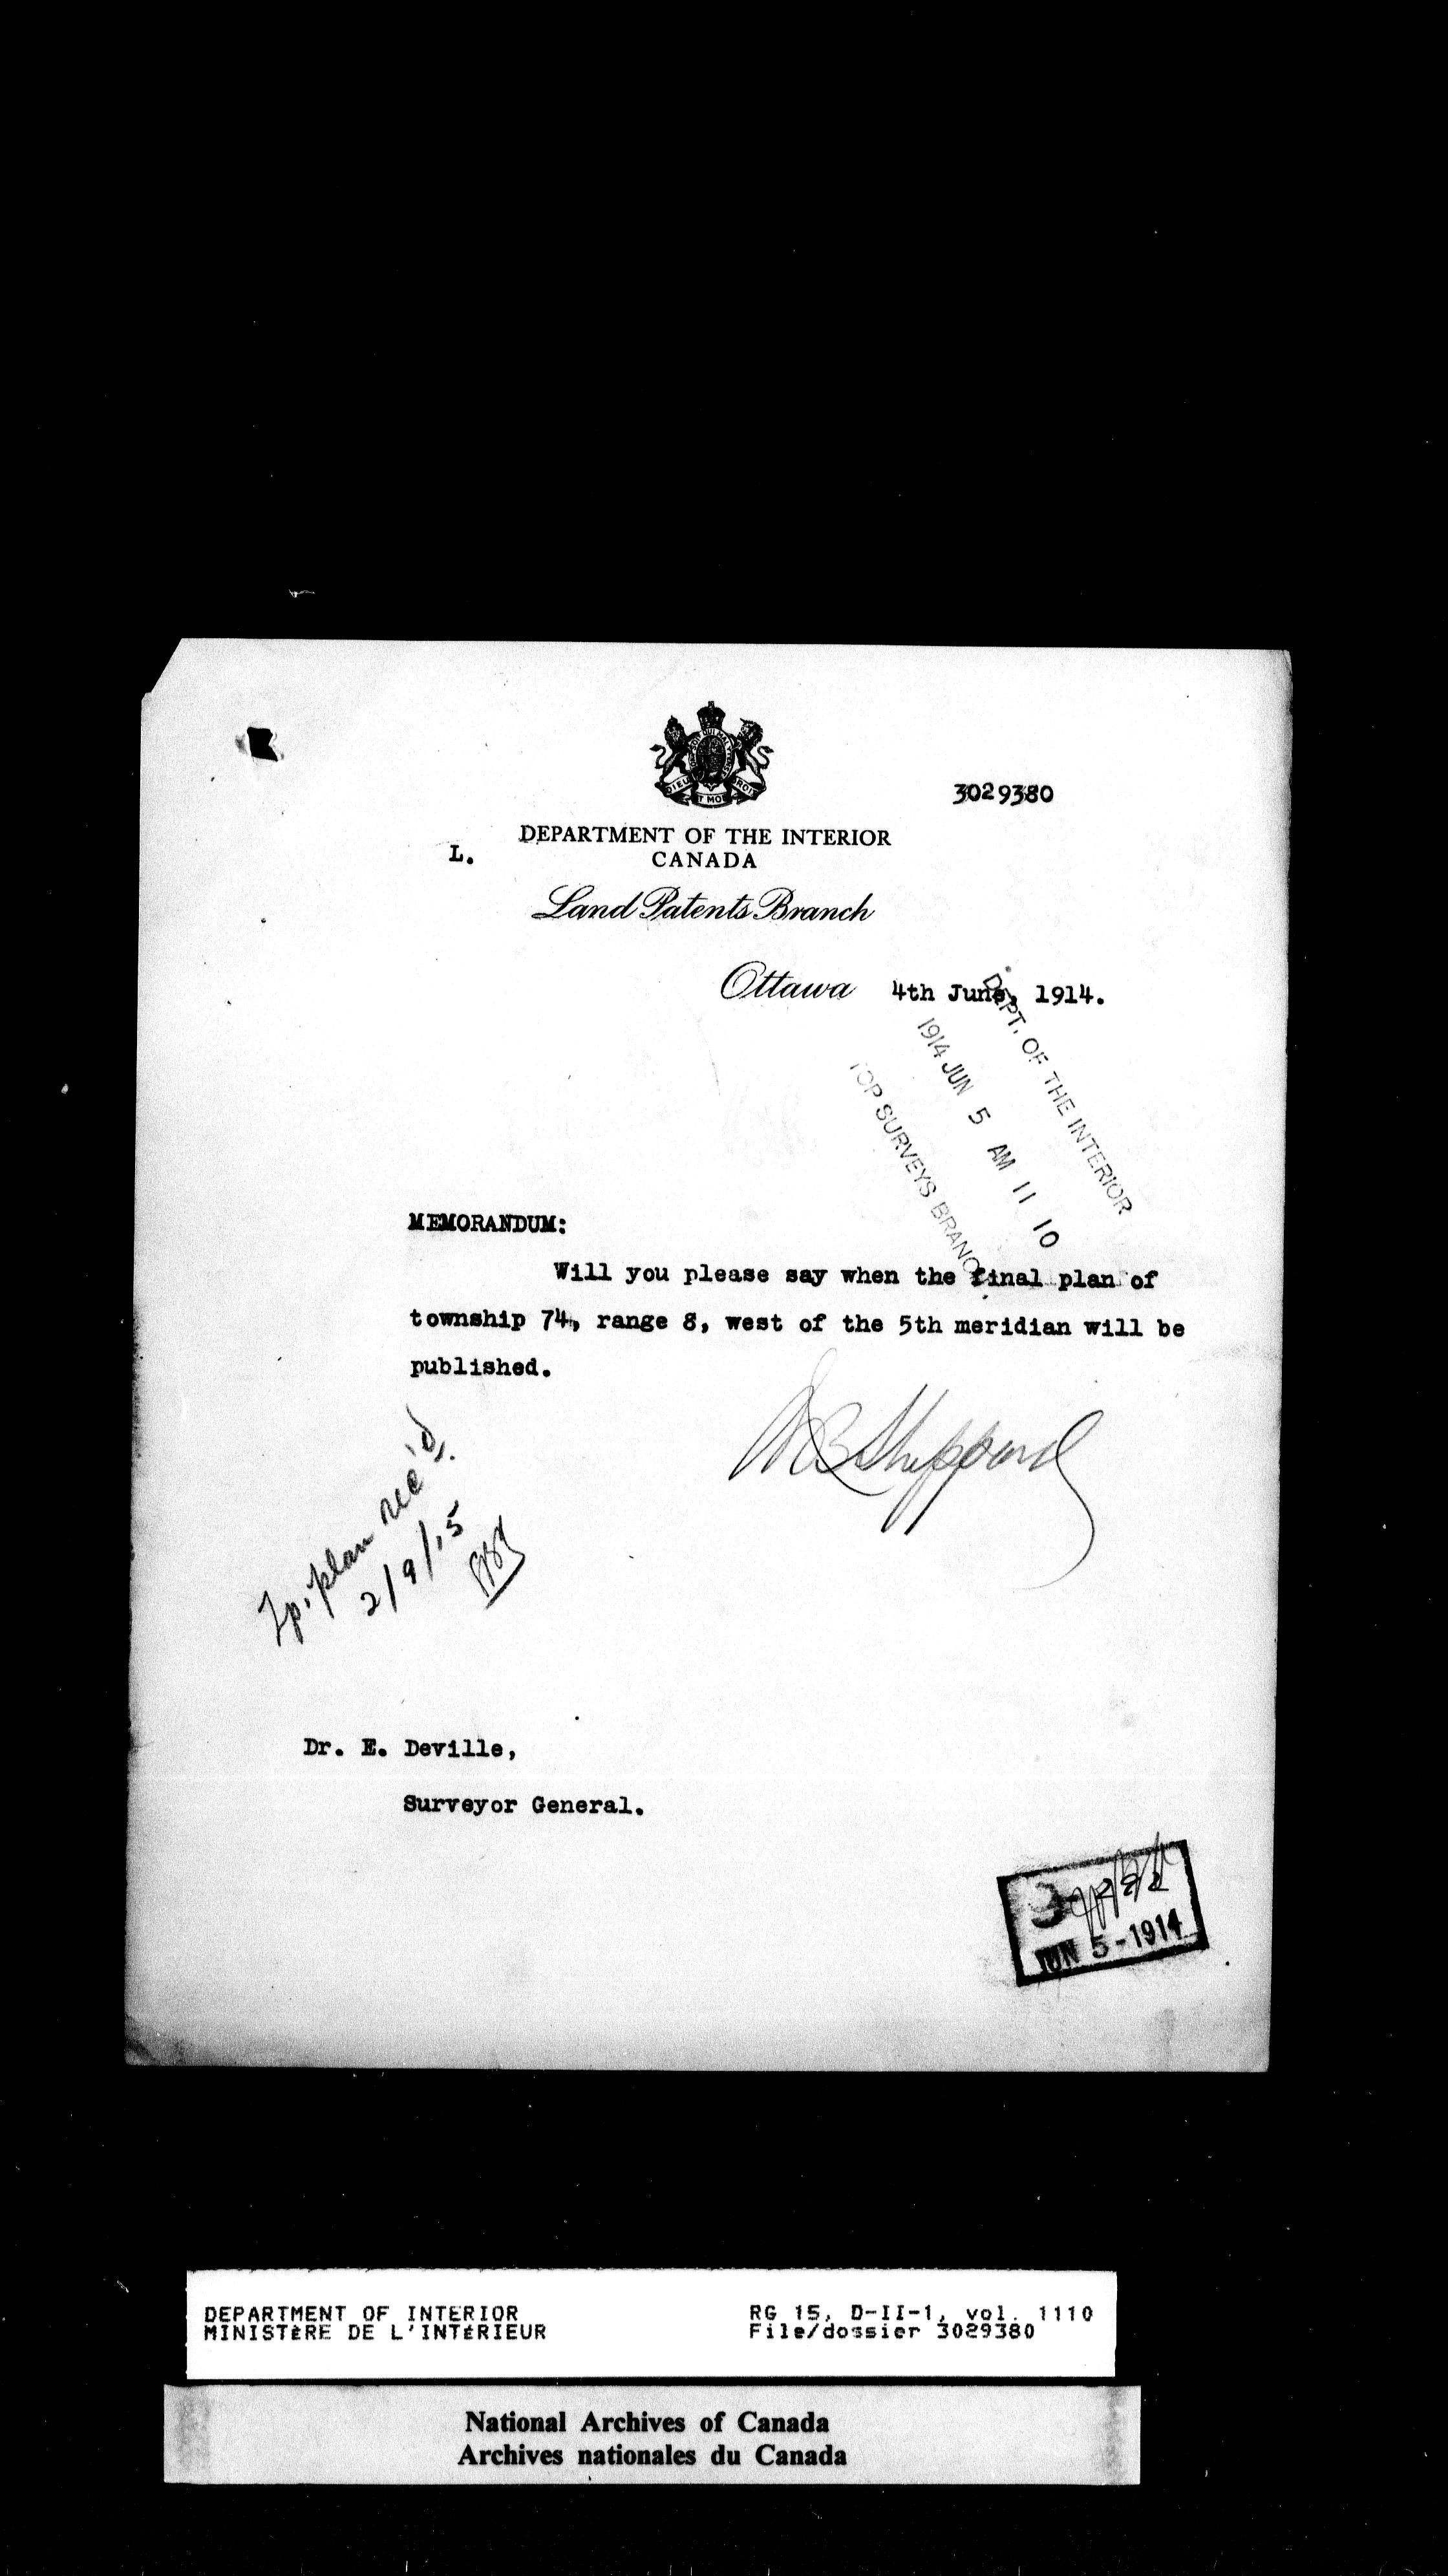 3029380
DEPARTMENT OF THE INTERIOR
L.
CANADA
Land Patents Branch
Ottawa 4th June, 1914.
DEPT. OF THE INTERIOR
1914 JUN 5 AM 11 10
TOP SURVEYS BRANCH.
MEMORANDUM:
Will you please say when the final plan of
township 74, range 8, west of the 5th meridian will be
published.
Sheppard
Tp. plan rec'd.
2/9/15
Dr. E. Deville,
Surveyor General.
JUN 5-1914
DEPARTMENT OF INTERIOR
MINISTÈRE DE L'INTÉRIEUR
RG 15, D-II-1, vol. 1110
File/dossier 3029380
National Archives of Canada
Archives nationales du Canada